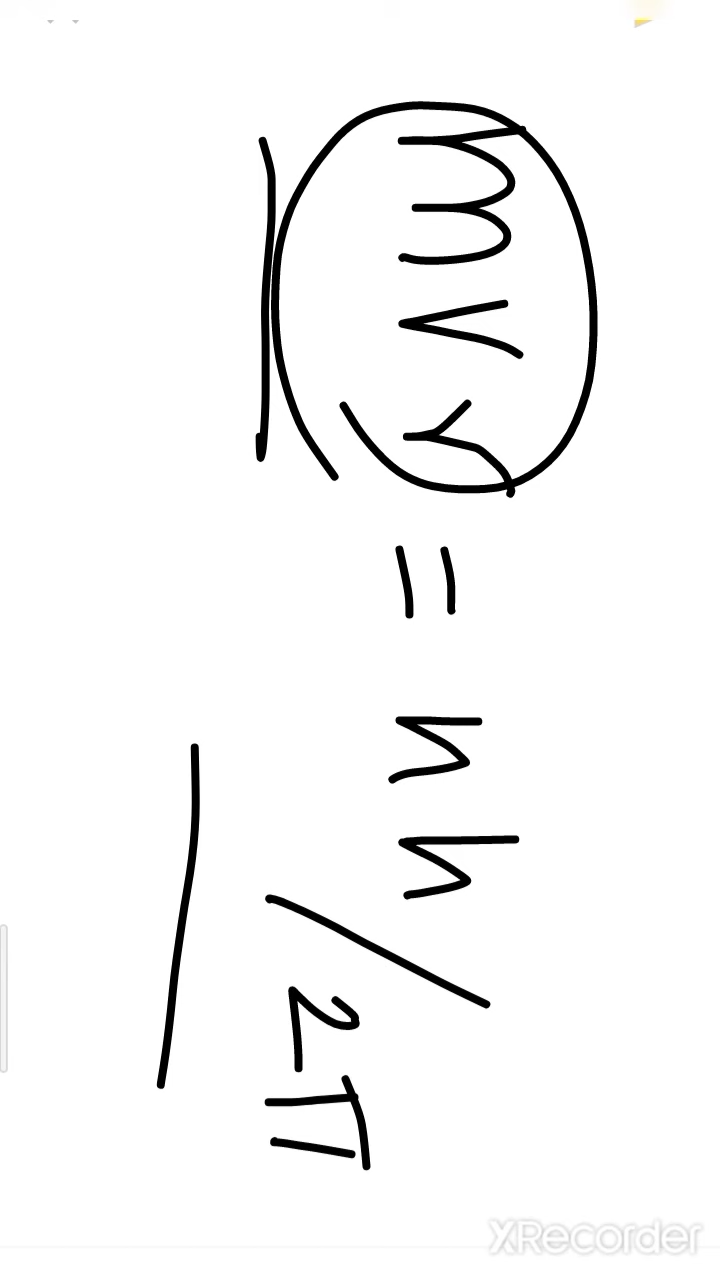 mvr = nh/2π
XRecorder